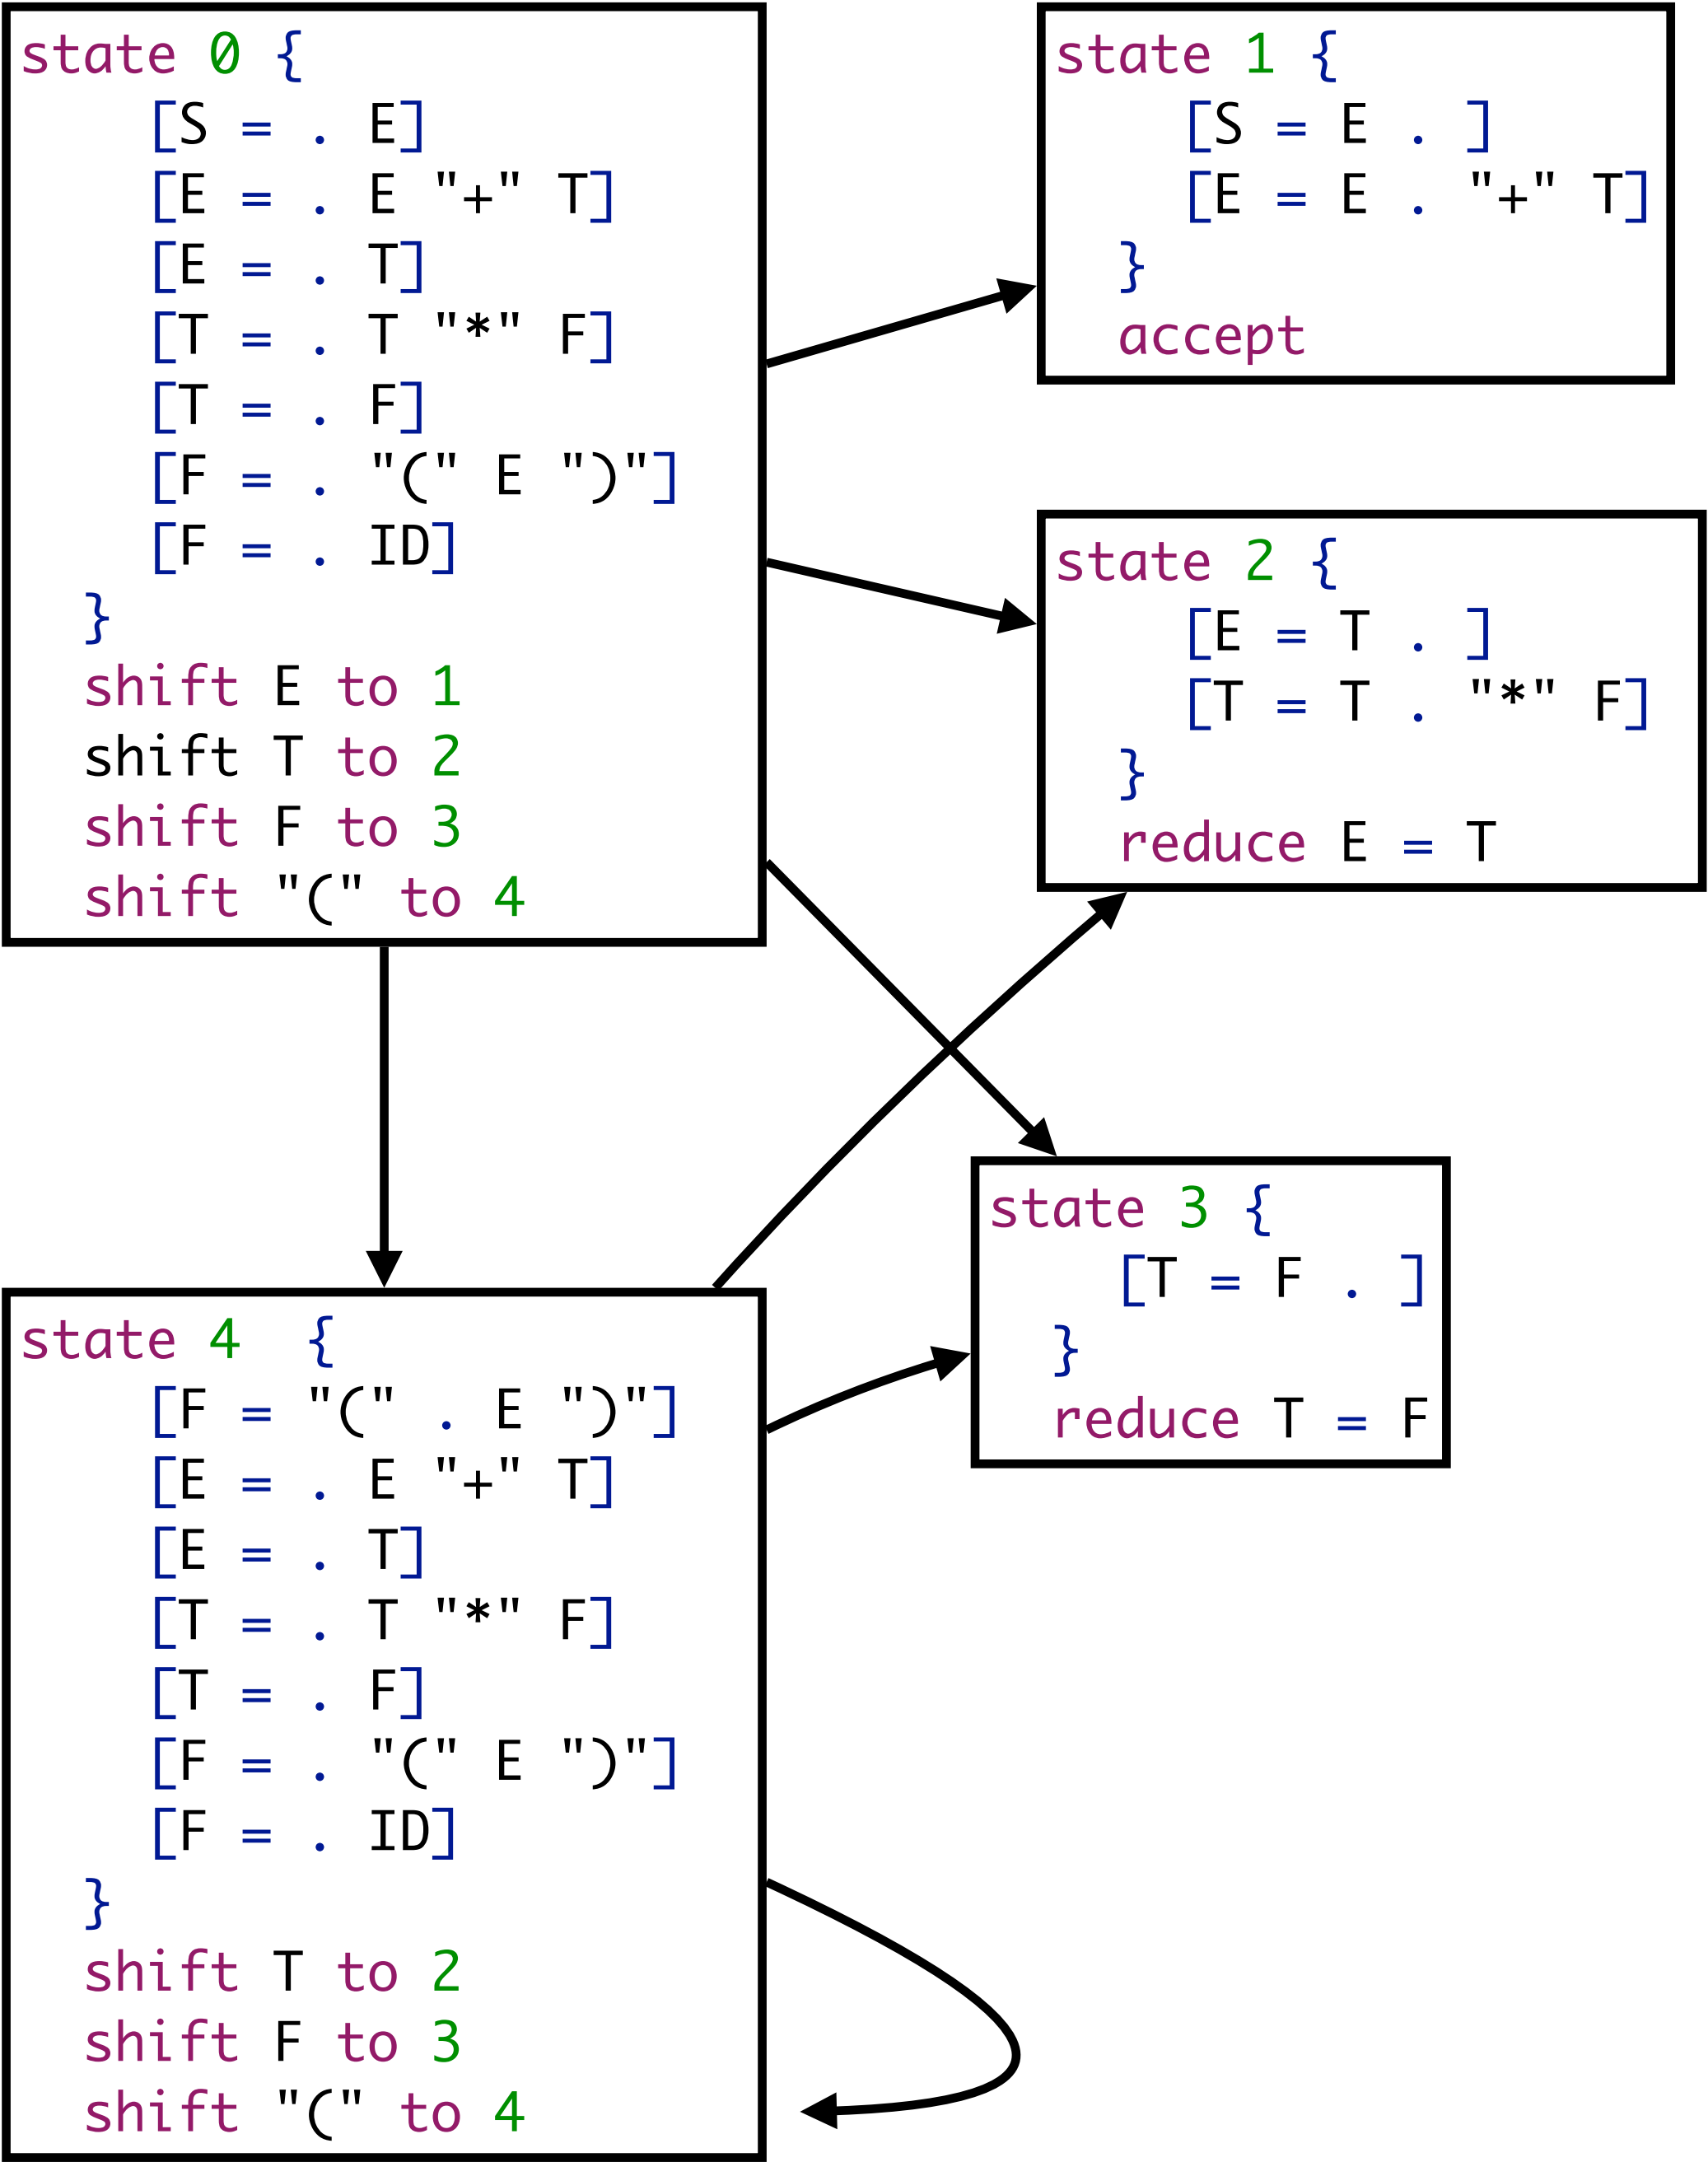 state 0 {
[S = . E]
[E = . E "+" T]
[E = . T]
[T = . T "*" F]
[T = . F]
[F = . "(" E ")"]
[F = . ID]
}
shift E to 1
shift T to 2
shift F to 3
shift "(" to 4
state 1 {
[S = E . ]
[E = E . "+" T]
}
accept
state 2 {
[E = T . ]
[T = T . "*" F]
}
reduce E = T
state 3 {
[T = F . ]
}
reduce T = F
state 4 {
[F = "(" . E ")"]
[E = . E "+" T]
[E = . T]
[T = . T "*" F]
[T = . F]
[F = . "(" E ")"]
[F = . ID]
}
shift T to 2
shift F to 3
shift "(" to 4